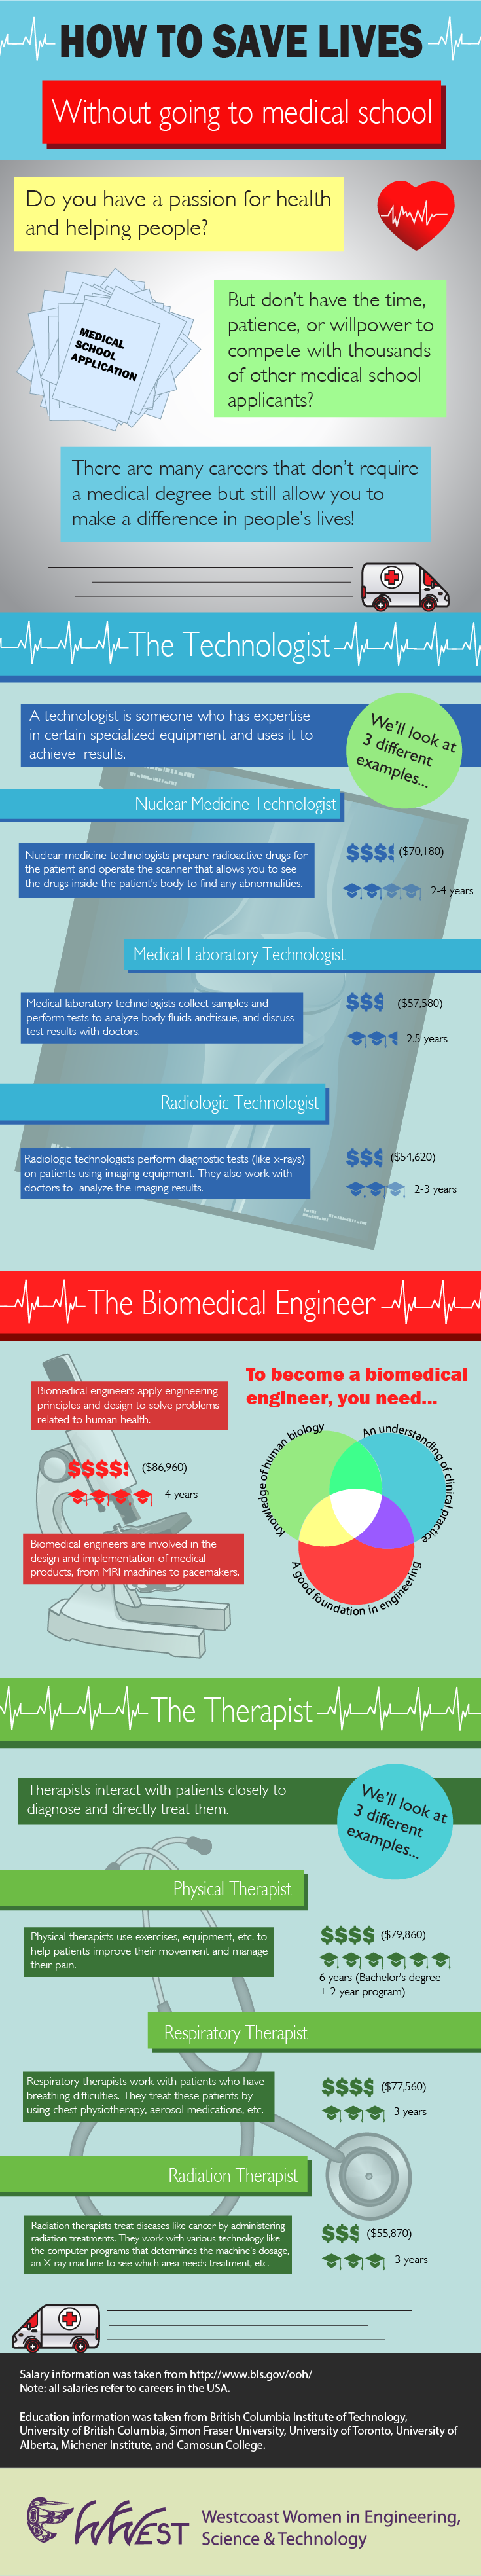 HOW TO SAVE LIVES
Without going to medical school
Do you have a passion for health
and helping people?
MEDICAL
SCHOOL
APPLICATION
But don't have the time,
patience, or willpower to
compete with thousands
of other medical school
applicants?
There are many careers that don't require
a medical degree but still allow you to
make a difference in people's lives!
The Technologist
A technologist is someone who has expertise
in certain specialized equipment and uses it to
achieve results.
We'll look at
3 different
examples...
Nuclear Medicine Technologist
Nuclear medicine technologists prepare radioactive drugs for
the patient and operate the scanner that allows you to see
the drugs inside the patient's body to find any abnormalities.
$$$$ ($70,180)
2-4 years
Medical Laboratory Technologist
Medical laboratory technologists collect samples and
perform tests to analyze body fluids andtissue, and discuss
test results with doctors.
$$$ ($57,580)
2.5 years
Radiologic Technologist
Radiologic technologists perform diagnostic tests (like x-rays)
on patients using imaging equipment. They also work with
doctors to analyze the imaging results.
$$$ ($54,620)
2-3 years
The Biomedical Engineer
Biomedical engineers apply engineering
principles and design to solve problems
related to human health.
$$$$$ ($86,960)
4 years
Biomedical engineers are involved in the
design and implementation of medical
products, from MRI machines to pacemakers.
To become a biomedical
engineer, you need...
Knowledge of human biology
An understanding of clinical practice
A good foundation in engineering
The Therapist
Therapists interact with patients closely to
diagnose and directly treat them.
We'll look at
3 different
examples...
Physical Therapist
Physical therapists use exercises, equipment, etc. to
help patients improve their movement and manage
their pain.
$$$$ ($79,860)
6 years (Bachelor's degree
+ 2 year program)
Respiratory Therapist
Respiratory therapists work with patients who have
breathing difficulties. They treat these patients by
using chest physiotherapy, aerosol medications, etc.
$$$$ ($77,560)
3 years
Radiation Therapist
Radiation therapists treat diseases like cancer by administering
radiation treatments. They work with various technology like
the computer programs that determines the machine's dosage,
an X-ray machine to see which area needs treatment, etc.
$$$ ($55,870)
3 years
Salary information was taken from http://www.bls.gov/ooh/
Note: all salaries refer to careers in the USA.
Education information was taken from British Columbia Institute of Technology,
University of British Columbia, Simon Fraser University, University of Toronto, University of
Alberta, Michener Institute, and Camosun College.
WWEST
Westcoast Women in Engineering,
Science & Technology